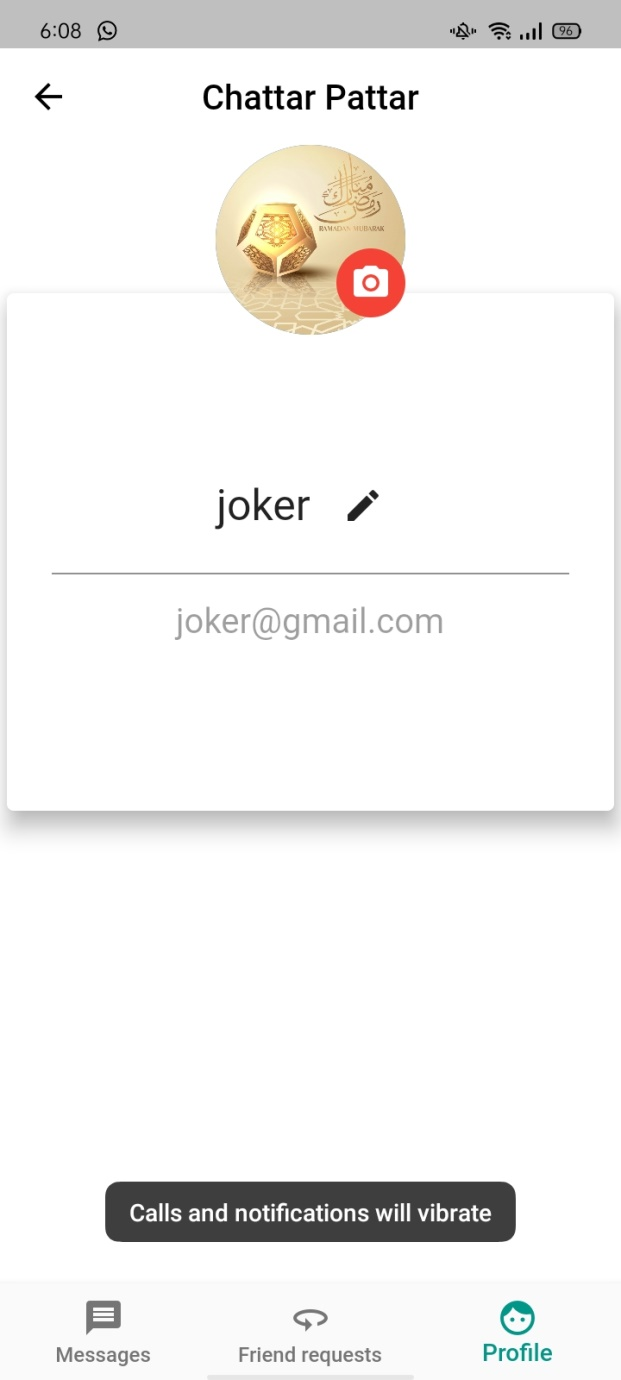 6:08
96
Chattar Pattar
رمضان مبارك
RAMADAN MUBARAK
joker
joker@gmail.com
Calls and notifications will vibrate
Messages
Friend requests
Profile